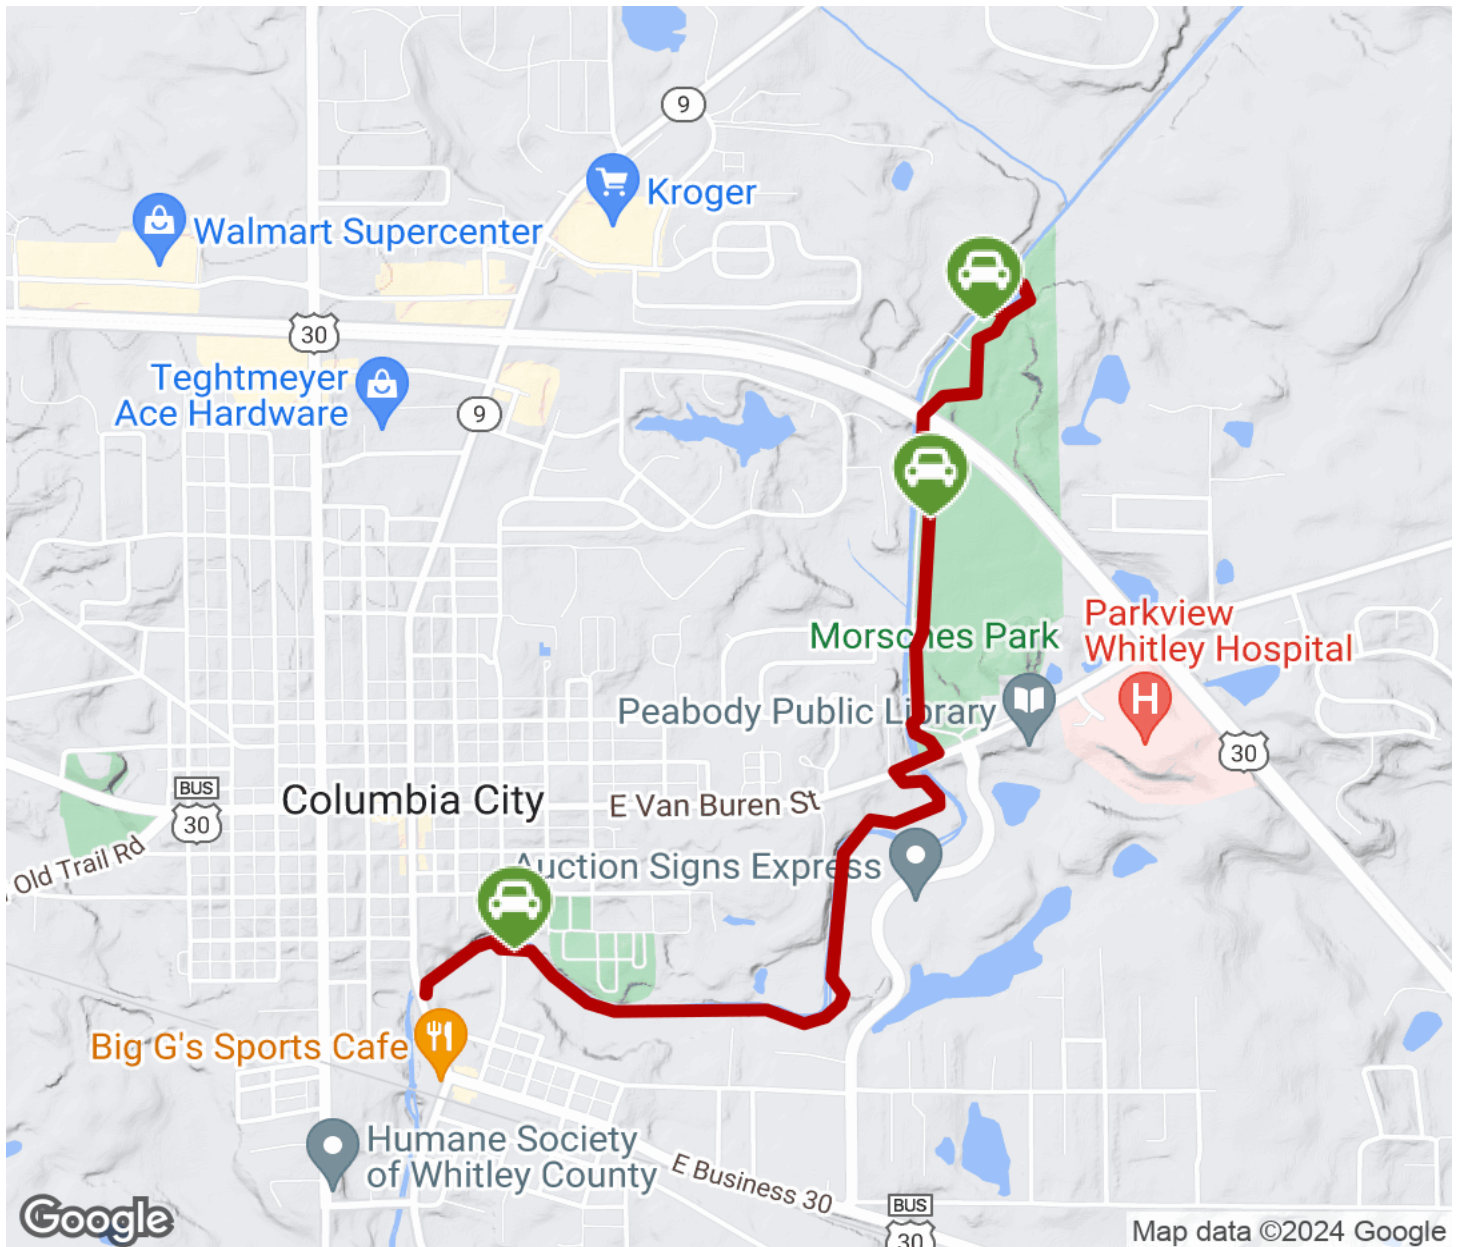 9
Kroger
Walmart Supercenter
30
Teghtmeyer
Ace Hardware
9
Morsches Park
Parkview
Whitley Hospital
H
Peabody Public Library
30
BUS
30
Columbia City
E Van Buren St
Old Trail Rd
Auction Signs Express
Big G's Sports Cafe
Humane Society
of Whitley County
E Business 30
BUS
30
Google
Map data ©2024 Google